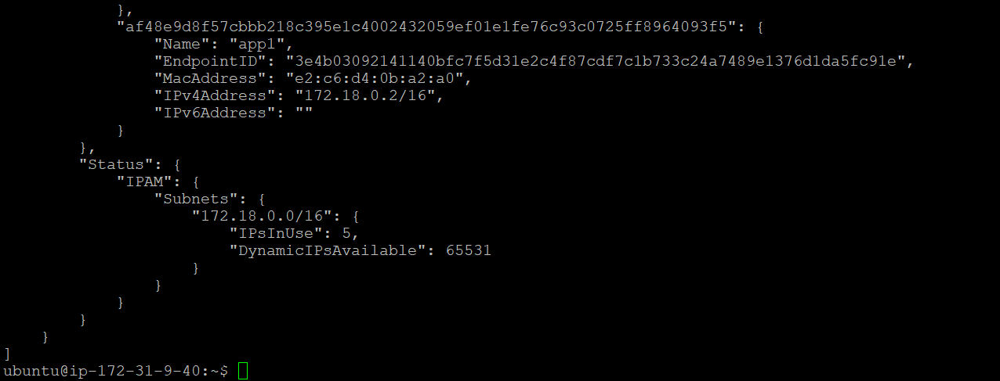 },
"af48e9d8f57cbbb218c395e1c4002432059ef01e1fe76c93c0725ff8964093f5": {
"Name": "app1",
"EndpointID": "3e4b03092141140bfc7f5d31e2c4f87cdf7c1b733c24a7489e1376d1da5fc91e",
"MacAddress": "e2:c6:d4:0b:a2:a0",
"IPv4Address": "172.18.0.2/16",
"IPv6Address": ""
}
},
"Status": {
"IPAM": {
"Subnets": {
"172.18.0.0/16": {
"IPsInUse": 5,
"DynamicIPsAvailable": 65531
}
}
}
}
}
]
ubuntu@ip-172-31-9-40:~$